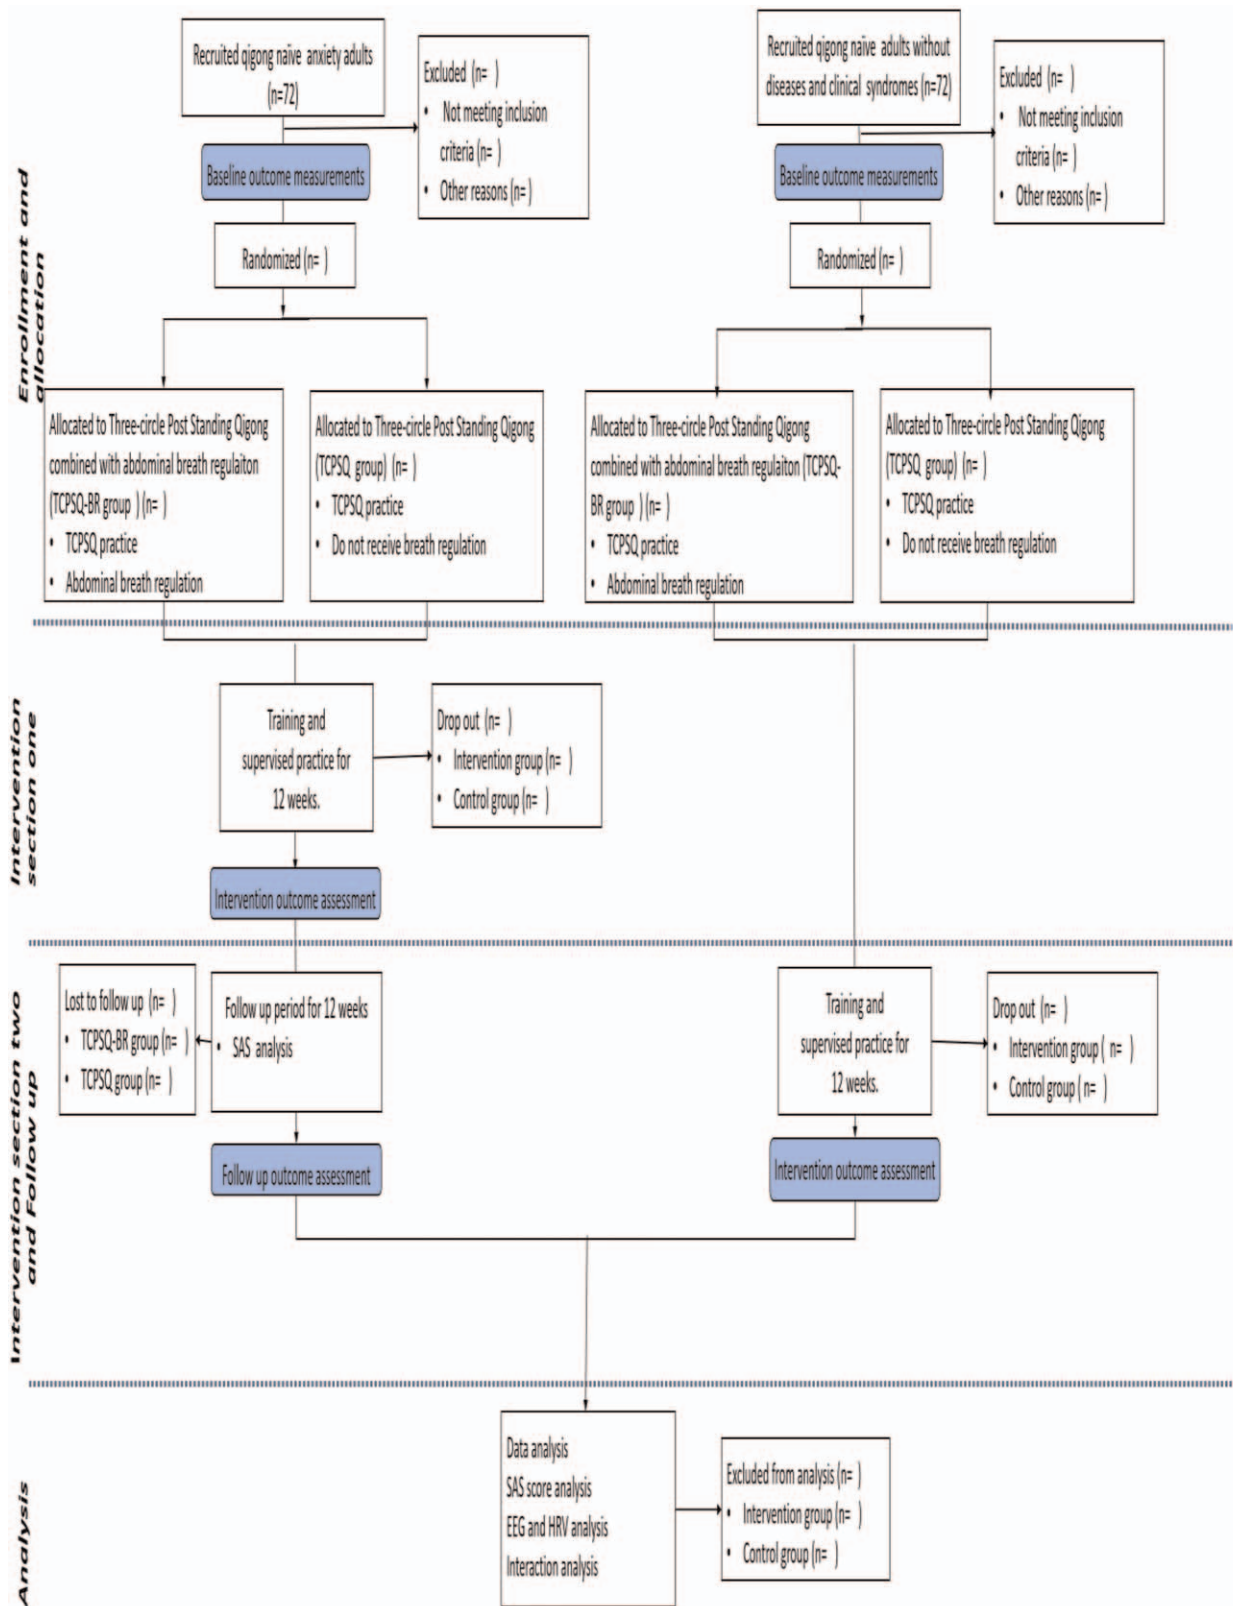 Enrollment and
allocation
Recruited qigong naïve anxiety adults
(n=72)
Excluded (n= )
• Not meeting inclusion
criteria (n= )
• Other reasons (n= )
Baseline outcome measurements
Randomized (n= )
Allocated to Three-circle Post Standing Qigong
combined with abdominal breath regulaiton
(TCPSQ-BR group ) (n= )
• TCPSQ practice
• Abdominal breath regulation
Allocated to Three-circle Post Standing Qigong
(TCPSQ group) (n= )
• TCPSQ practice
• Do not receive breath regulation
Recruited qigong naïve adults without
diseases and clinical syndromes (n=72)
Excluded (n= )
• Not meeting inclusion
criteria (n= )
• Other reasons (n= )
Baseline outcome measurements
Randomized (n= )
Allocated to Three-circle Post Standing Qigong
combined with abdominal breath regulaiton (TCPSQ-
BR group ) (n= )
• TCPSQ practice
• Abdominal breath regulation
Allocated to Three-circle Post Standing Qigong
(TCPSQ group) (n= )
• TCPSQ practice
• Do not receive breath regulation
Intervention
section one
Training and
supervised practice for
12 weeks.
Drop out (n= )
• Intervention group (n= )
• Control group (n= )
Intervention outcome assessment
Intervention section two
and Follow up
Lost to follow up (n= )
• TCPSQ-BR group (n= )
• TCPSQ group (n= )
Follow up period for 12 weeks
• SAS analysis
Follow up outcome assessment
Training and
supervised practice for
12 weeks.
Drop out (n= )
• Intervention group ( n= )
• Control group ( n= )
Intervention outcome assessment
Analysis
Data analysis
SAS score analysis
EEG and HRV analysis
Interaction analysis
Excluded from analysis (n= )
• Intervention group (n= )
• Control group (n= )